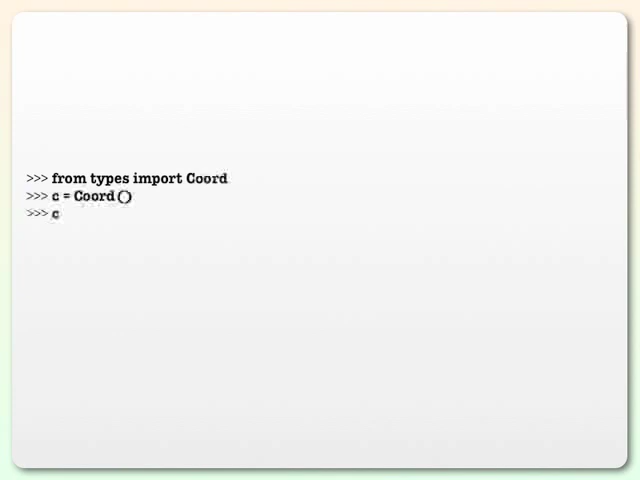 >>> from types import Coord
>>> c = Coord()
>>> c